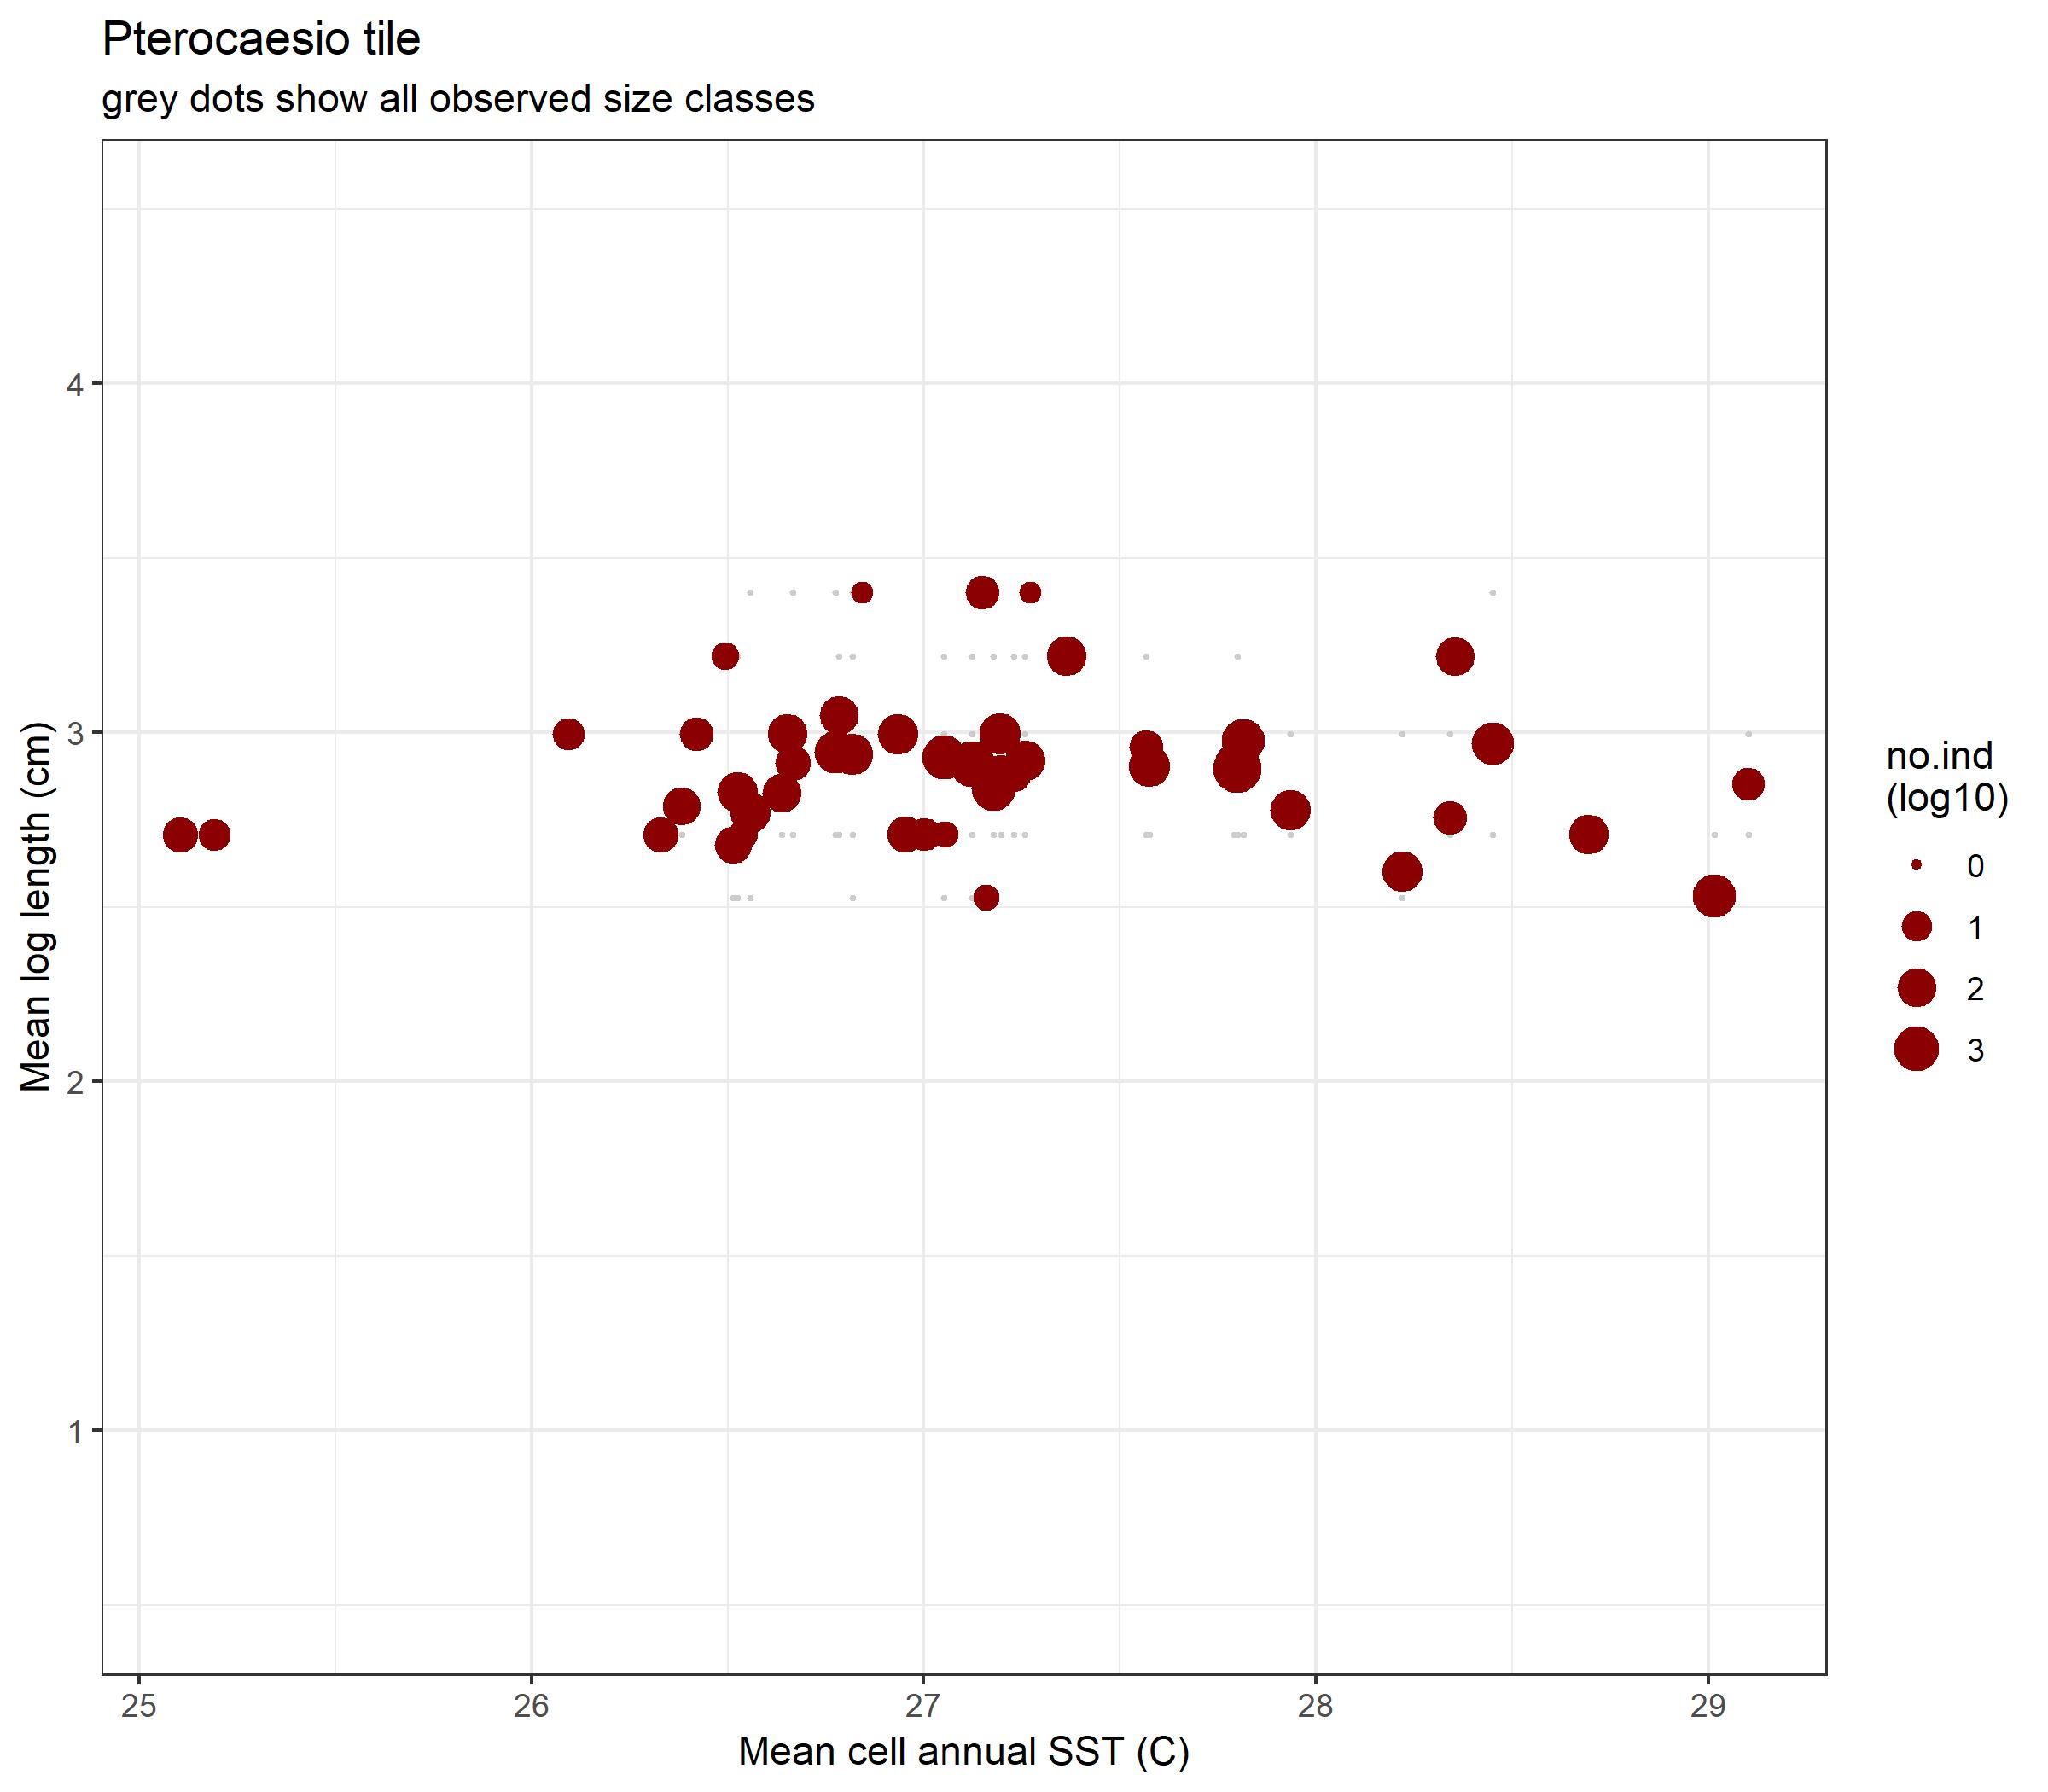 Pterocaesio tile
grey dots show all observed size classes
Mean log length (cm)
4
3
2
1
25 26 27 28 29
Mean cell annual SST (C)
no.ind
(log10)
0
1
2
3